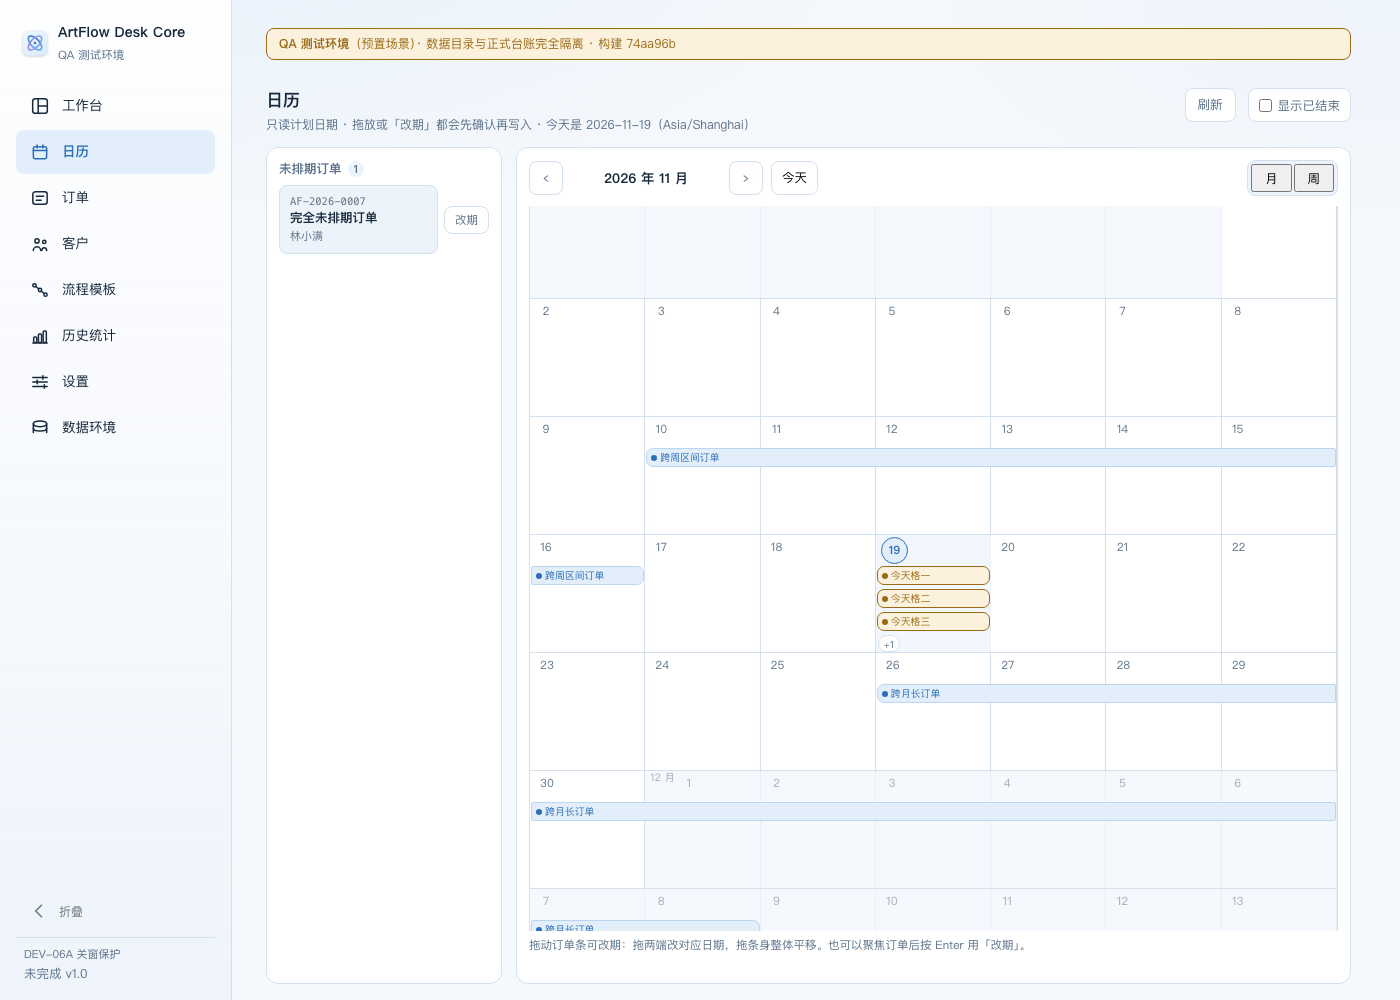 ArtFlow Desk Core
QA 测试环境
工作台
日历
订单
客户
流程模板
历史统计
设置
数据环境
折叠
DEV-06A 关窗保护
未完成 v1.0
QA 测试环境（预置场景）· 数据目录与正式台账完全隔离 · 构建 74aa96b
日历
只读计划日期 · 拖放或「改期」都会先确认再写入 · 今天是 2026-11-19（Asia/Shanghai）
刷新
显示已结束
未排期订单 1
AF-2026-0007
完全未排期订单
林小满
改期
< 2026 年 11 月 > 今天
月 周
2 3 4 5 6 7 8
9 10 11 12 13 14 15
跨周区间订单
16 17 18 19 20 21 22
跨周区间订单
今天格一
今天格二
今天格三
+1
23 24 25 26 27 28 29
跨月长订单
30 12 月 1 2 3 4 5 6
跨月长订单
7 8 9 10 11 12 13
跨月长订单
拖动订单条可改期：拖两端改对应日期，拖条身整体平移。也可以聚焦订单后按 Enter 用「改期」。